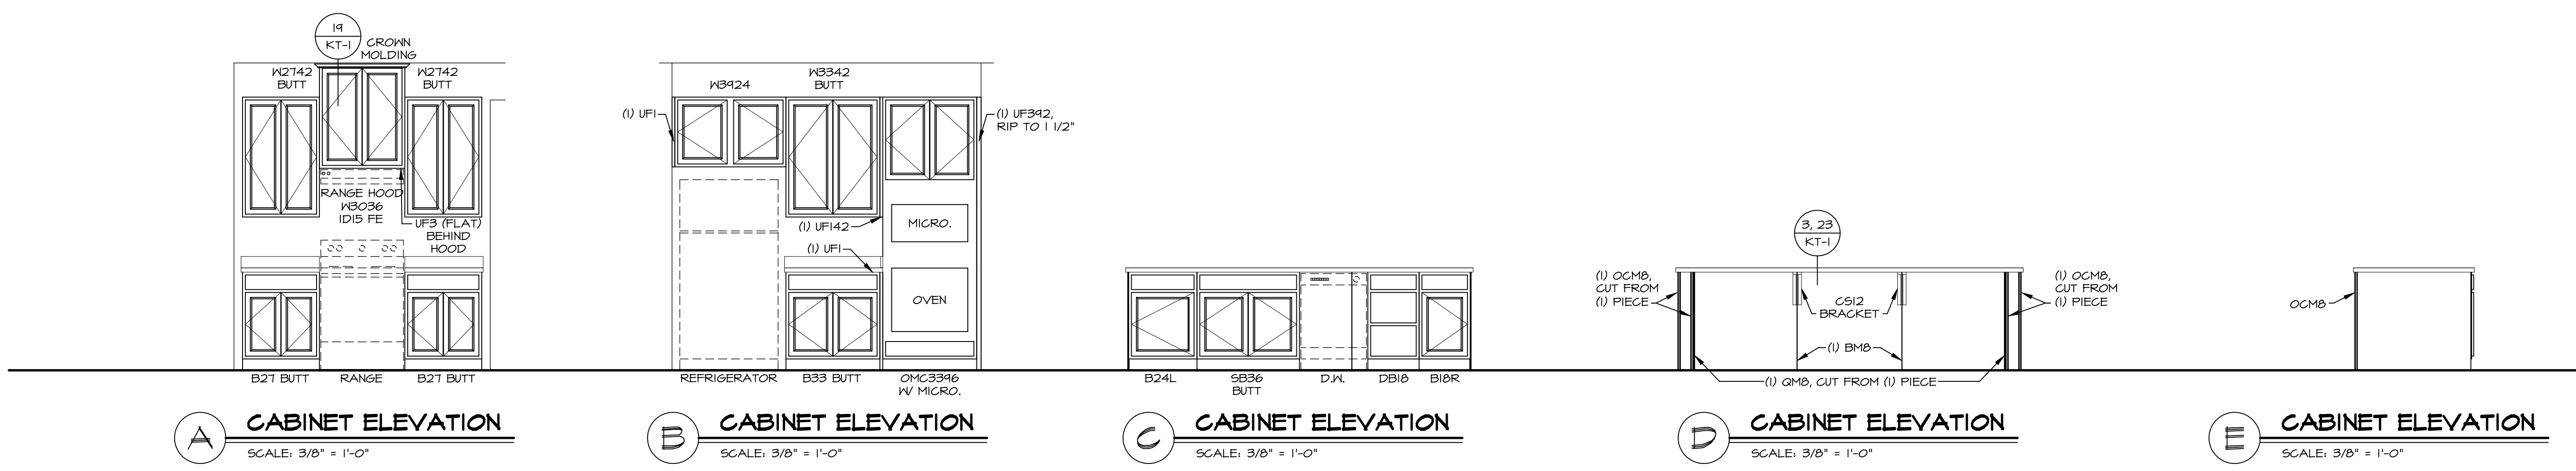 19
KT-1
CROWN
MOLDING
W2742
BUTT
W2742
BUTT
RANGE HOOD
W3036
1D15 FE
UF3 (FLAT)
BEHIND
HOOD
B27 BUTT
RANGE
B27 BUTT
A
CABINET ELEVATION
SCALE: 3/8" = 1'-0"
W3924
W3342
BUTT
(1) UF1
(1) UF392,
RIP TO 1 1/2"
(1) UF142
(1) UF1
MICRO.
OVEN
REFRIGERATOR
B33 BUTT
OMC3396
W/ MICRO.
B
CABINET ELEVATION
SCALE: 3/8" = 1'-0"
B24L
SB36
BUTT
D.W.
DB18
B18R
C
CABINET ELEVATION
SCALE: 3/8" = 1'-0"
3, 23
KT-1
(1) OCM8,
CUT FROM
(1) PIECE
CS12
BRACKET
(1) BM8
(1) OCM8,
CUT FROM
(1) PIECE
(1) QM8, CUT FROM (1) PIECE
D
CABINET ELEVATION
SCALE: 3/8" = 1'-0"
OCM8
E
CABINET ELEVATION
SCALE: 3/8" = 1'-0"